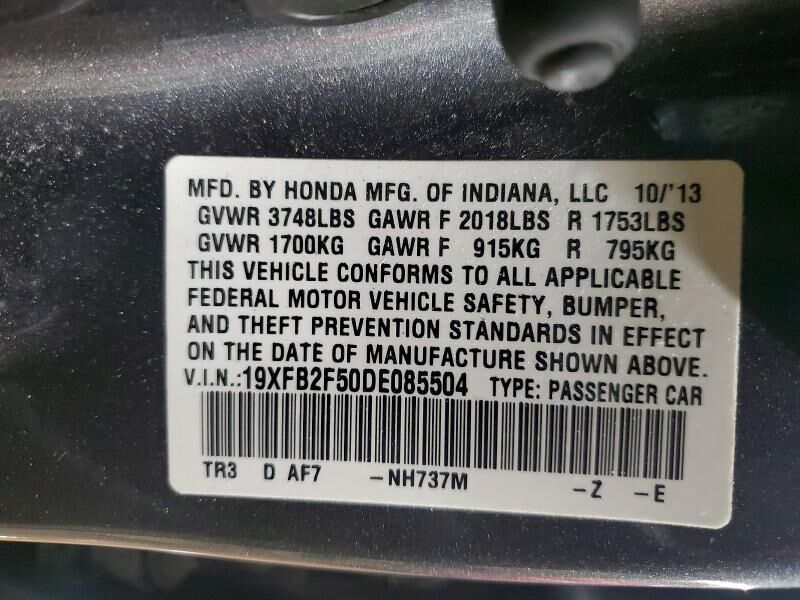 MFD. BY HONDA MFG. OF INDIANA, LLC 10/'13
GVWR 3748LBS GAWR F 2018LBS R 1753LBS
GVWR 1700KG GAWR F 915KG R 795KG
THIS VEHICLE CONFORMS TO ALL APPLICABLE
FEDERAL MOTOR VEHICLE SAFETY, BUMPER,
AND THEFT PREVENTION STANDARDS IN EFFECT
ON THE DATE OF MANUFACTURE SHOWN ABOVE.
V.I.N.:19XFB2F50DE085504 TYPE: PASSENGER CAR
TR3 D AF7 –NH737M –Z –E